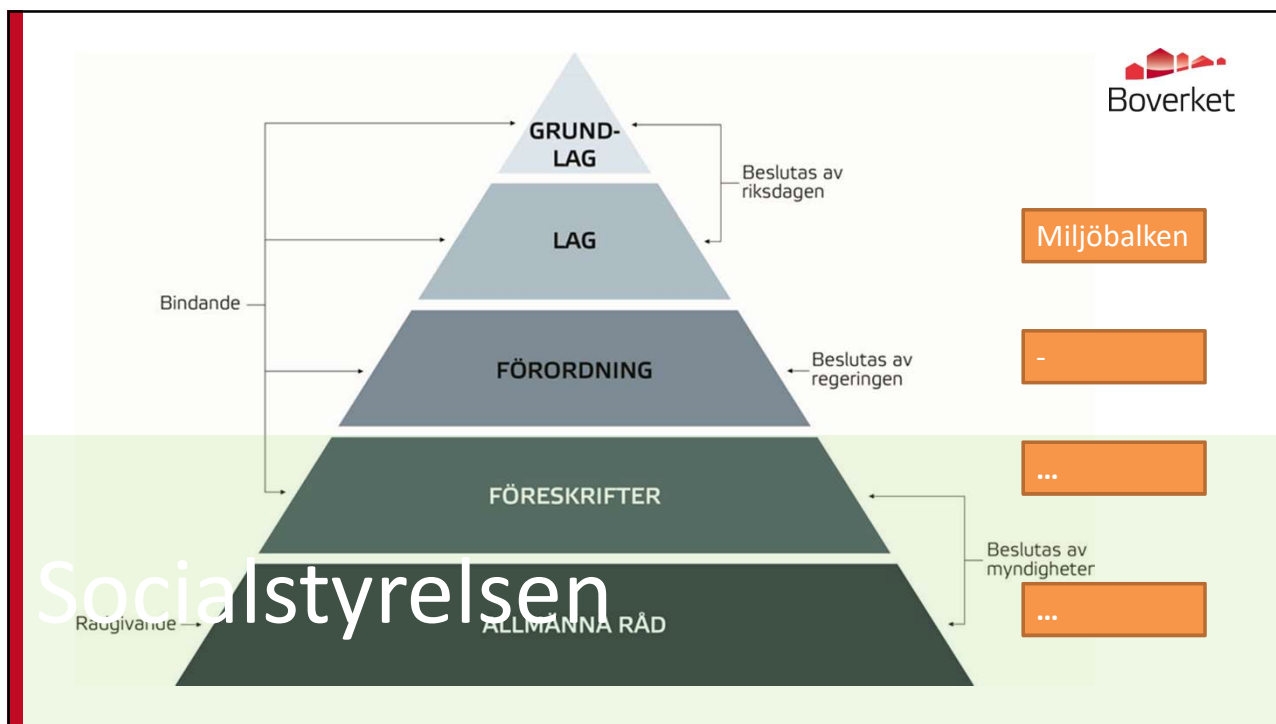 Boverket
GRUND-
LAG
Beslutas av
riksdagen
Miljöbalken
LAG
Bindande
Beslutas av
regeringen
-
FÖRORDNING
...
FÖRESKRIFTER
Beslutas av
myndigheter
...
Socialstyrelsen
Rådgivande
ALLMÄNNA RÅD